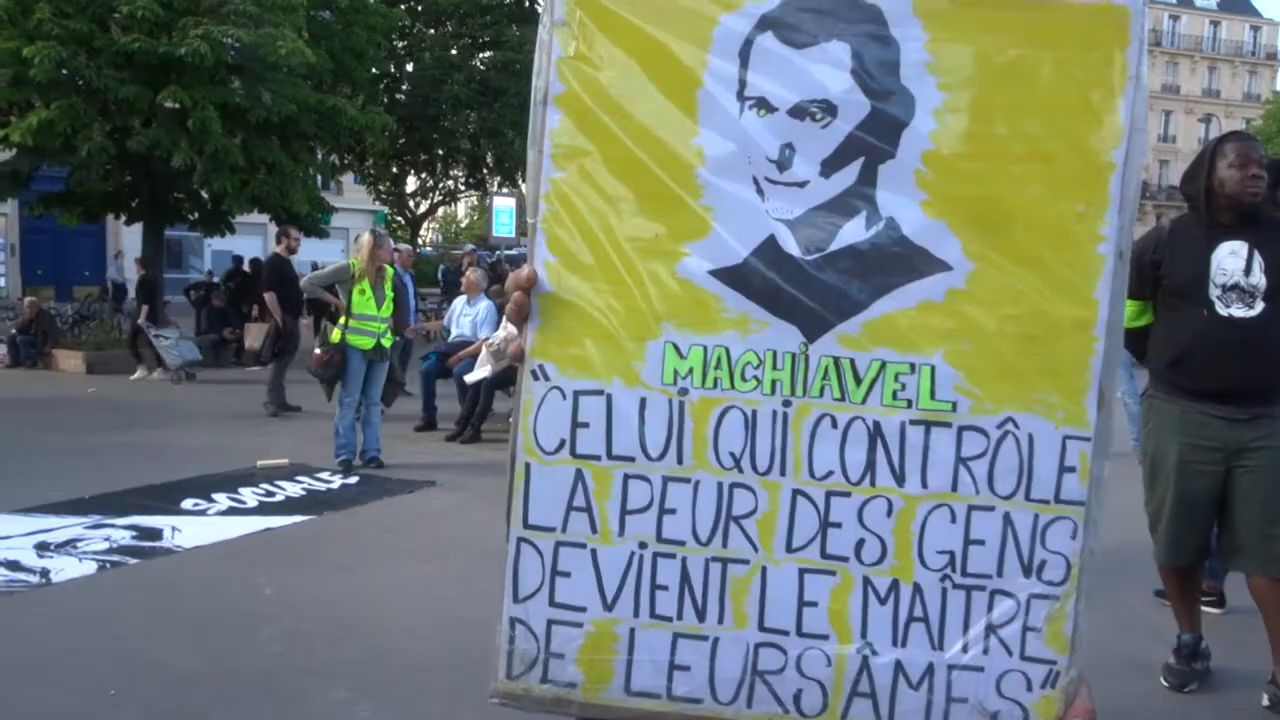 MACHIAVEL
"CELUI QUI CONTRÔLE
LA PEUR DES GENS
DEVIENT LE MAÎTRE
DE LEURS ÂMES"
SOCIALE